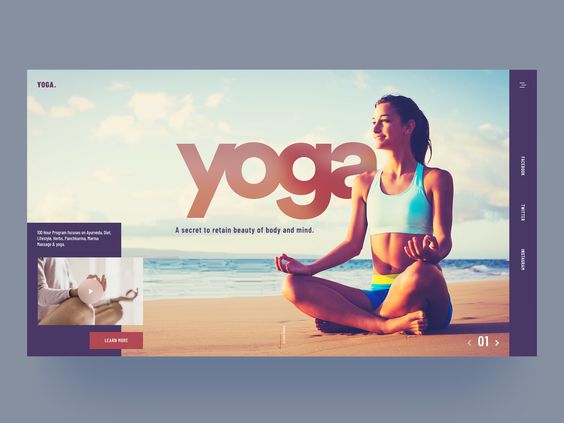 YOGA.
yoga
A secret to retain beauty of body and mind.
100 Hour Program focuses on Ayurveda, Diet,
Lifestyle, Herbs, Panchkarma, Marma
Massage & yoga.
LEARN MORE
FACEBOOK
TWITTER
INSTAGRAM
01